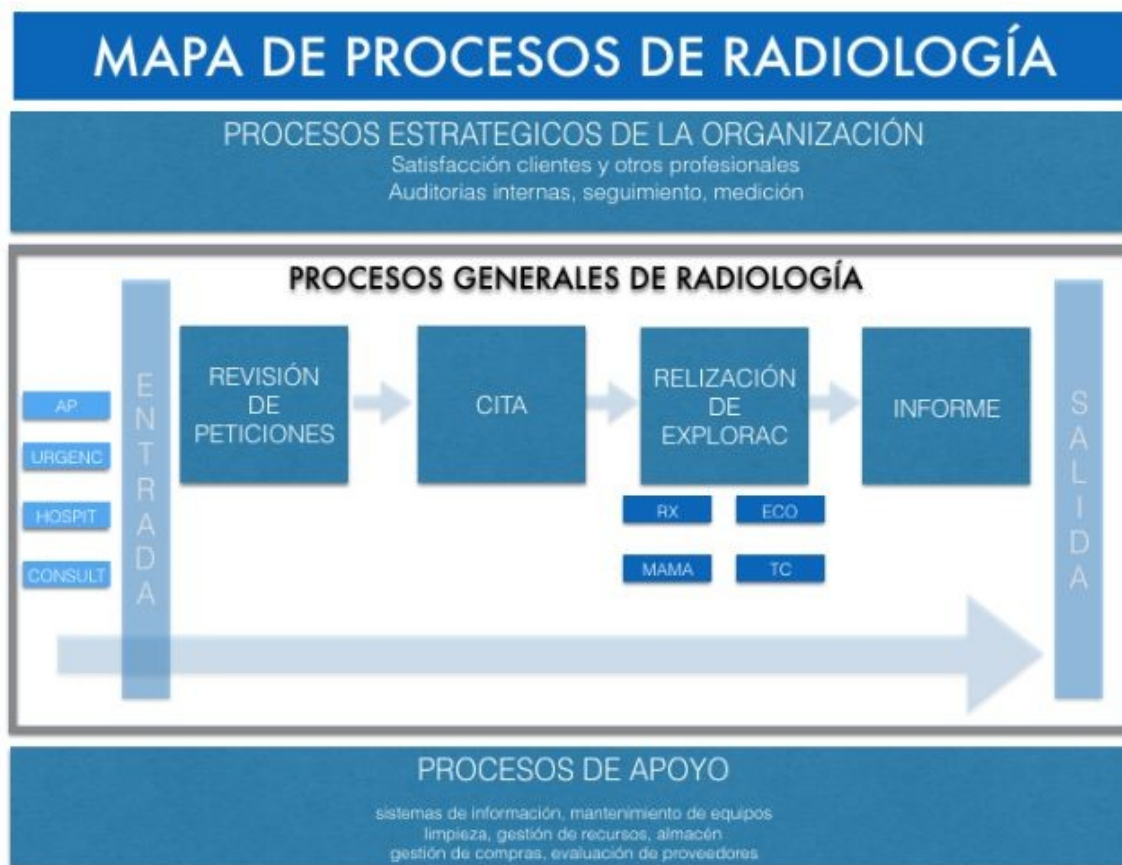 MAPA DE PROCESOS DE RADIOLOGÍA
PROCESOS ESTRATEGICOS DE LA ORGANIZACIÓN
Satisfacción clientes y otros profesionales
Auditorias internas, seguimiento, medición
PROCESOS GENERALES DE RADIOLOGÍA
AP
URGENC
HOSPIT
CONSULT
ENTRADA
REVISIÓN
DE
PETICIONES
CITA
RELIZACIÓN
DE
EXPLORAC
RX
ECO
MAMA
TC
INFORME
SALIDA
PROCESOS DE APOYO
sistemas de información, mantenimiento de equipos
limpieza, gestión de recursos, almacén
gestión de compras, evaluación de proveedores